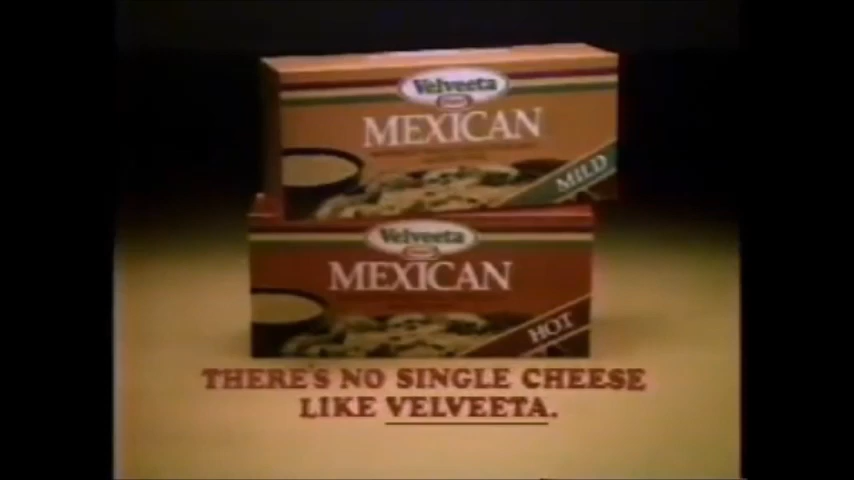 Velveeta
MEXICAN
MILD
Velveeta
MEXICAN
HOT
THERE'S NO SINGLE CHEESE
LIKE VELVEETA.